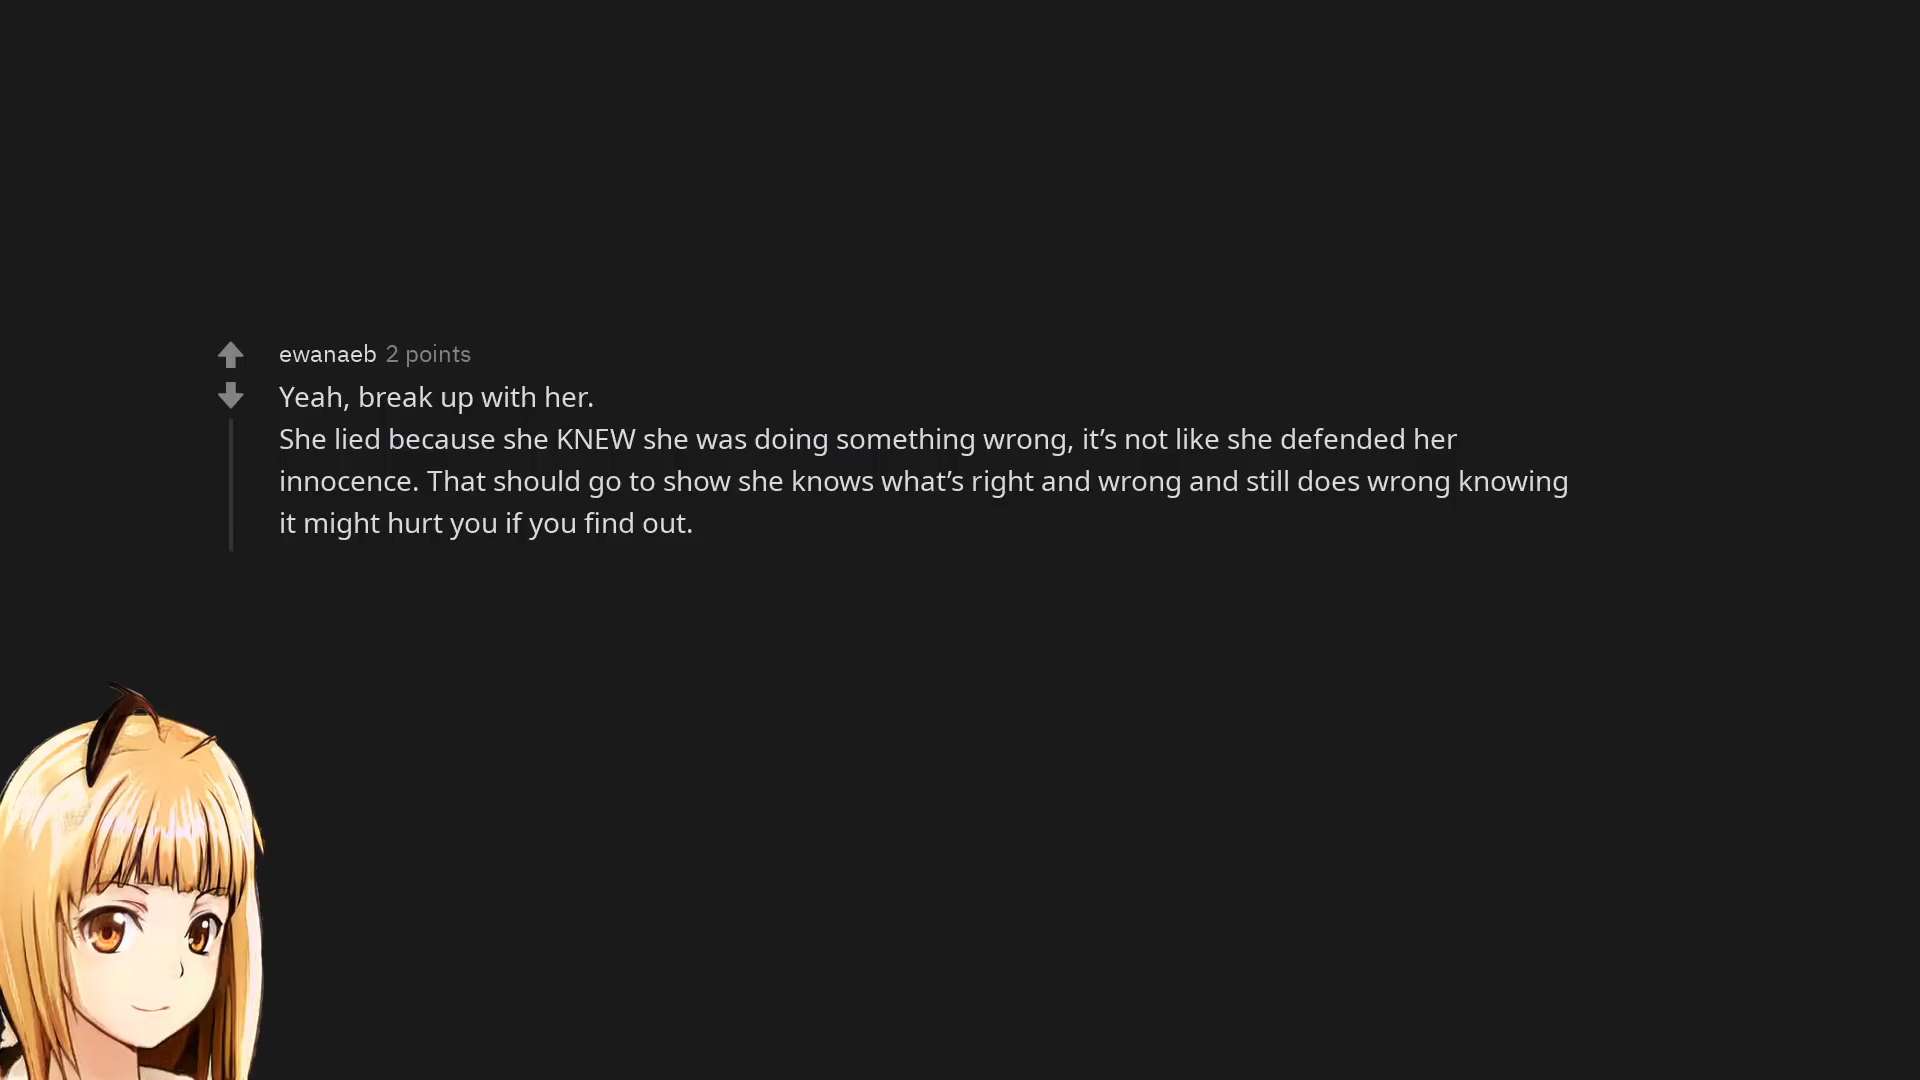 ewanaeb 2 points
Yeah, break up with her.
She lied because she KNEW she was doing something wrong, it’s not like she defended her
innocence. That should go to show she knows what’s right and wrong and still does wrong knowing
it might hurt you if you find out.